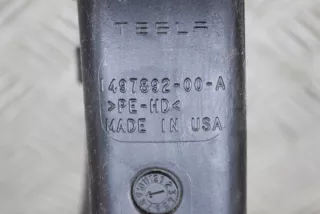 TESLA
1497892-00-A
>PE-HD<
MADE IN USA